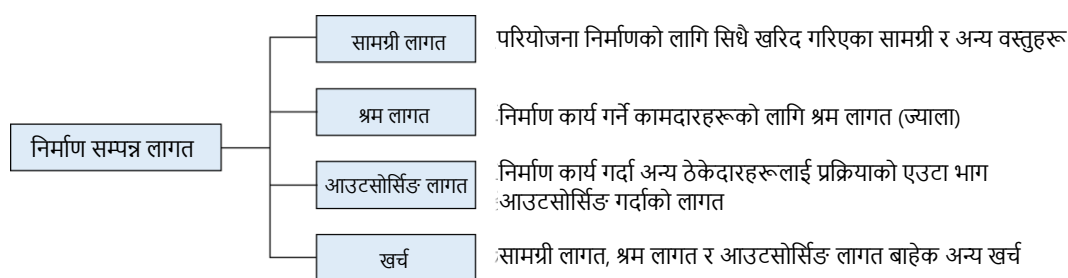 सामग्री लागत
परियोजना निर्माणको लागि सिधै खरिद गरिएका सामग्री र अन्य वस्तुहरू
श्रम लागत
निर्माण कार्य गर्ने कामदारहरूको लागि श्रम लागत (ज्याला)
निर्माण सम्पन्न लागत
आउटसोर्सिङ लागत
निर्माण कार्य गर्दा अन्य ठेकेदारहरूलाई प्रक्रियाको एउटा भाग
आउटसोर्सिङ गर्दाको लागत
खर्च
सामग्री लागत, श्रम लागत र आउटसोर्सिङ लागत बाहेक अन्य खर्च